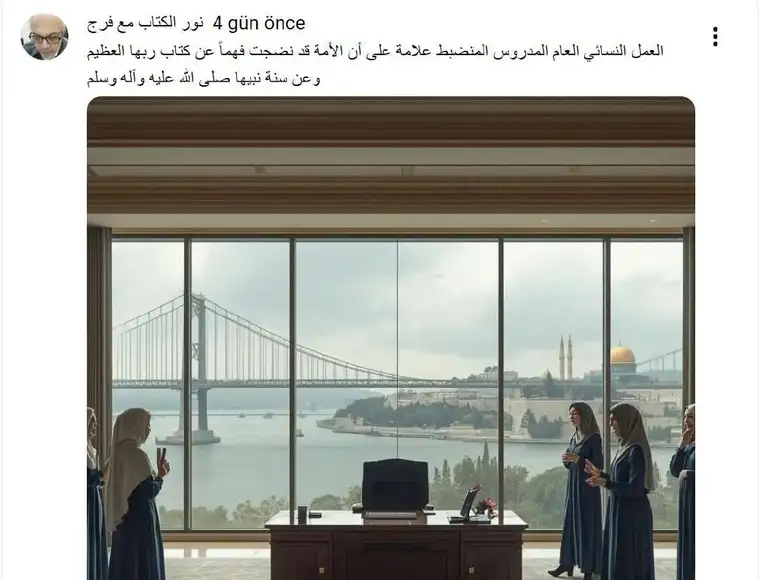 نور الكتاب مع فرج 4 gün önce
العمل النسائي العام المدروس المنضبط علامة على أن الأمة قد نضجت فهماً عن كتاب ربها العظيم
وعن سنة نبيها صلى الله عليه وآله وسلم